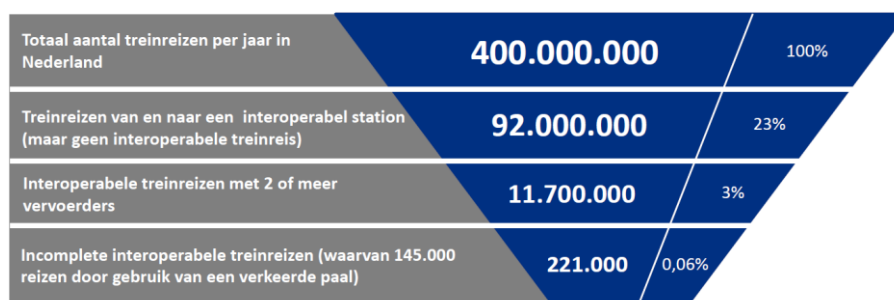 Totaal aantal treinreizen per jaar in
Nederland
400.000.000
100%
Treinreizen van en naar een interoperabel station
(maar geen interoperabele treinreis)
92.000.000
23%
Interoperabele treinreizen met 2 of meer
vervoerders
11.700.000
3%
Incomplete interoperabele treinreizen (waarvan 145.000
reizen door gebruik van een verkeerde paal)
221.000
0,06%